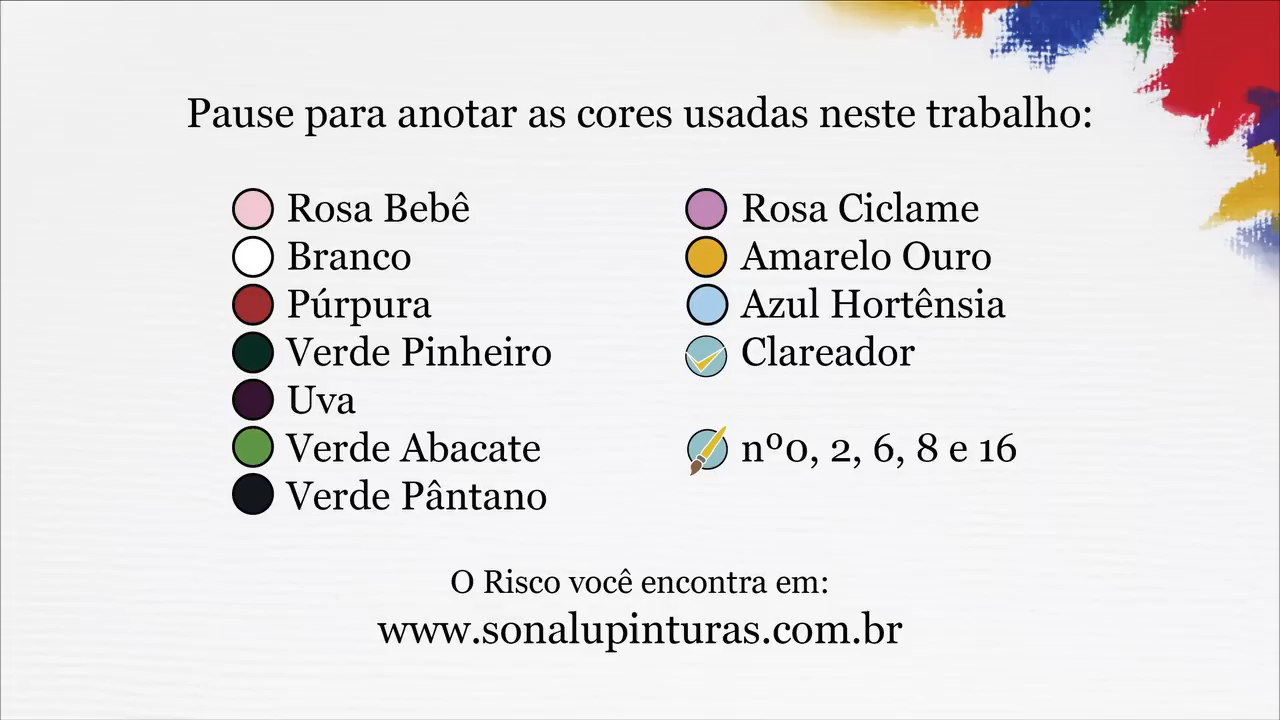 Pause para anotar as cores usadas neste trabalho:
Rosa Bebê
Branco
Púrpura
Verde Pinheiro
Uva
Verde Abacate
Verde Pântano
Rosa Ciclame
Amarelo Ouro
Azul Hortênsia
Clareador
nº0, 2, 6, 8 e 16
O Risco você encontra em:
www.sonalupinturas.com.br